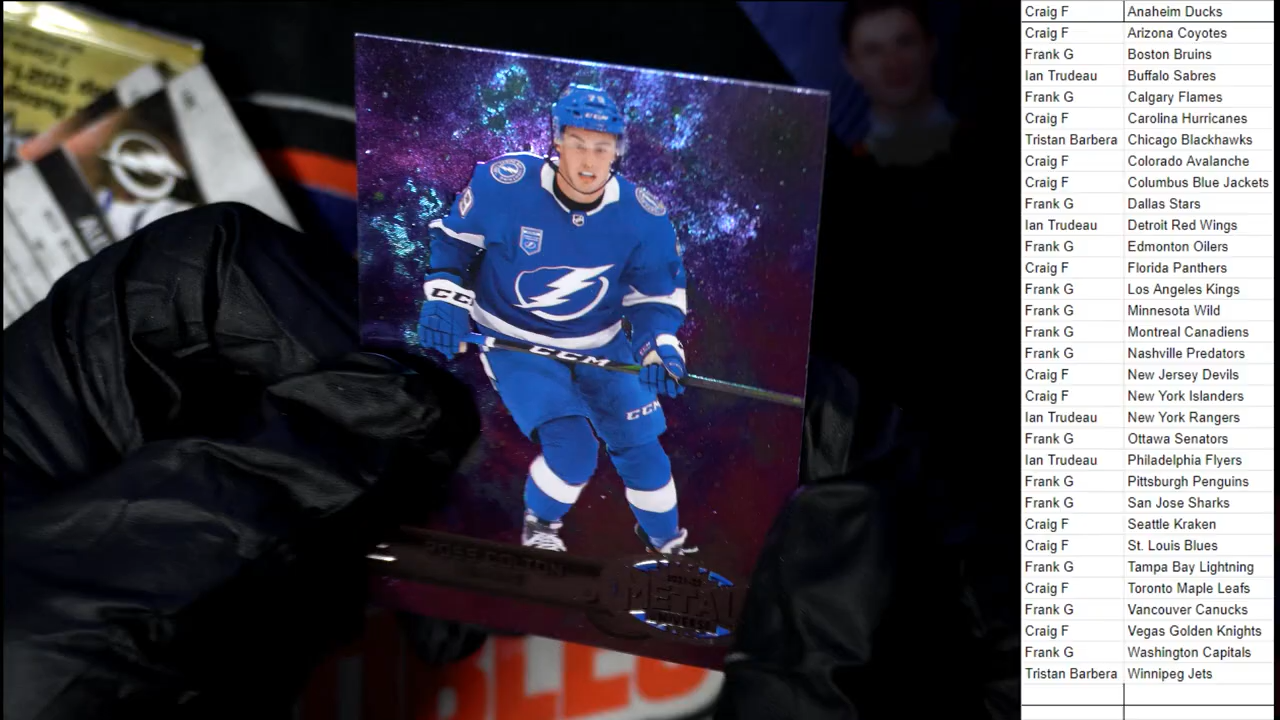 Craig F Anaheim Ducks
Craig F Arizona Coyotes
Frank G Boston Bruins
Ian Trudeau Buffalo Sabres
Frank G Calgary Flames
Craig F Carolina Hurricanes
Tristan Barbera Chicago Blackhawks
Craig F Colorado Avalanche
Craig F Columbus Blue Jackets
Frank G Dallas Stars
Ian Trudeau Detroit Red Wings
Frank G Edmonton Oilers
Craig F Florida Panthers
Frank G Los Angeles Kings
Frank G Minnesota Wild
Frank G Montreal Canadiens
Frank G Nashville Predators
Craig F New Jersey Devils
Craig F New York Islanders
Ian Trudeau New York Rangers
Frank G Ottawa Senators
Ian Trudeau Philadelphia Flyers
Frank G Pittsburgh Penguins
Frank G San Jose Sharks
Craig F Seattle Kraken
Craig F St. Louis Blues
Frank G Tampa Bay Lightning
Craig F Toronto Maple Leafs
Frank G Vancouver Canucks
Craig F Vegas Golden Knights
Frank G Washington Capitals
Tristan Barbera Winnipeg Jets
CCM
CCM
CCM
2021-22
METAL
UNIVERSE